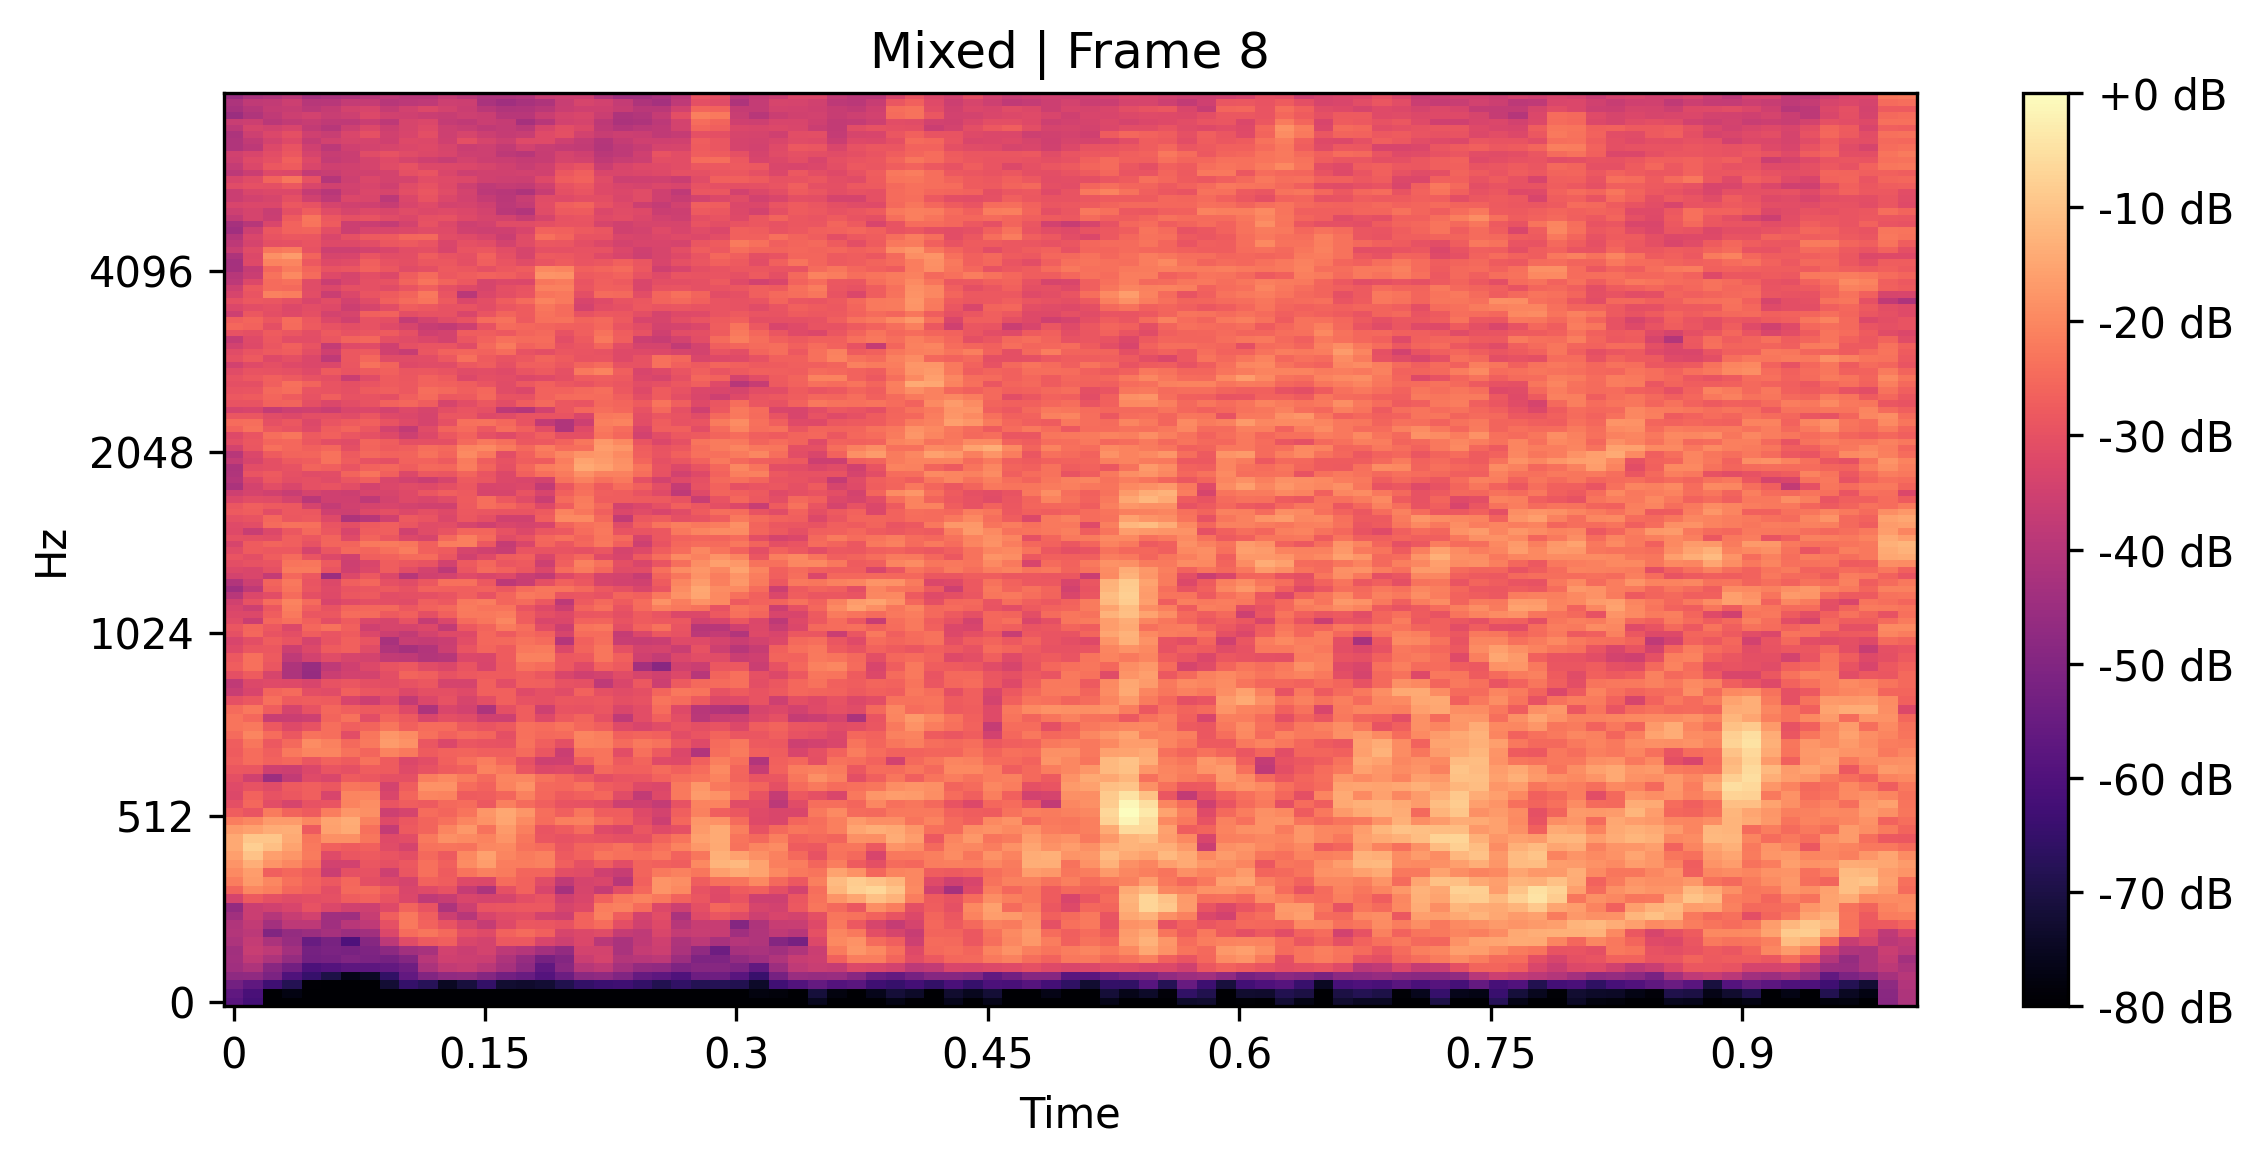 Mixed | Frame 8
Hz
4096
2048
1024
512
0
0 0.15 0.3 0.45 0.6 0.75 0.9
Time
+0 dB
-10 dB
-20 dB
-30 dB
-40 dB
-50 dB
-60 dB
-70 dB
-80 dB